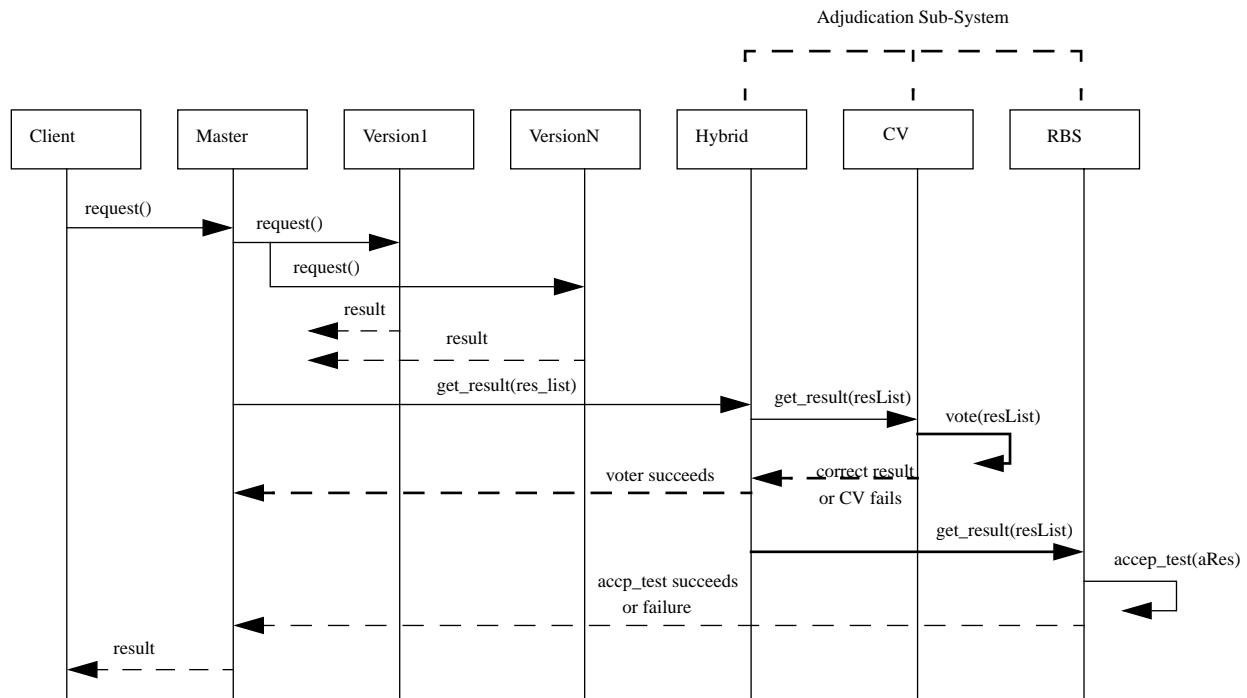 Adjudication Sub-System
Client
Master
Version1
VersionN
Hybrid
CV
RBS
request()
request()
request()
result
result
get_result(res_list)
get_result(resList)
vote(resList)
voter succeeds
correct result
or CV fails
get_result(resList)
accep_test(aRes)
accp_test succeeds
or failure
result